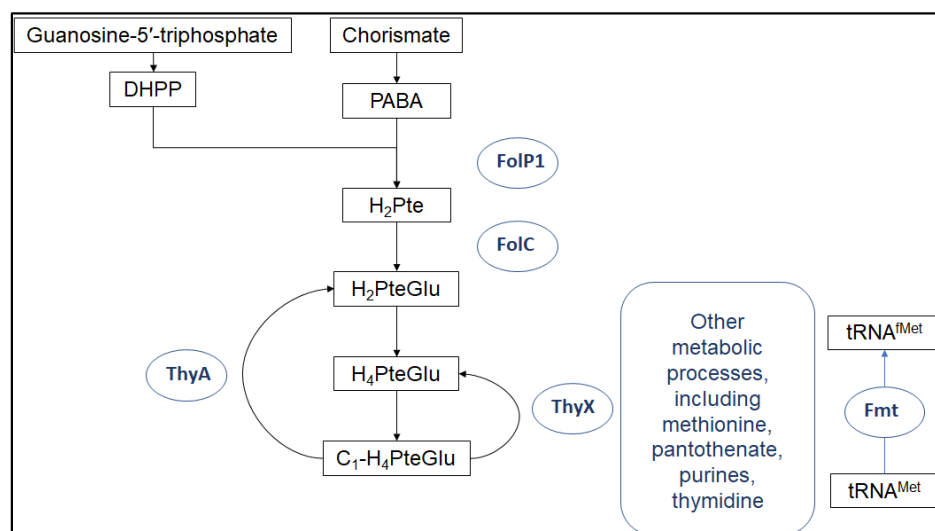 Guanosine-5′-triphosphate
Chorismate
DHPP
PABA
FolP1
H₂Pte
FolC
H₂PteGlu
ThyA
H₄PteGlu
ThyX
C₁-H₄PteGlu
Other
metabolic
processes,
including
methionine,
pantothenate,
purines,
thymidine
tRNAᶠᴹᵉᵗ
Fmt
tRNAᴹᵉᵗ